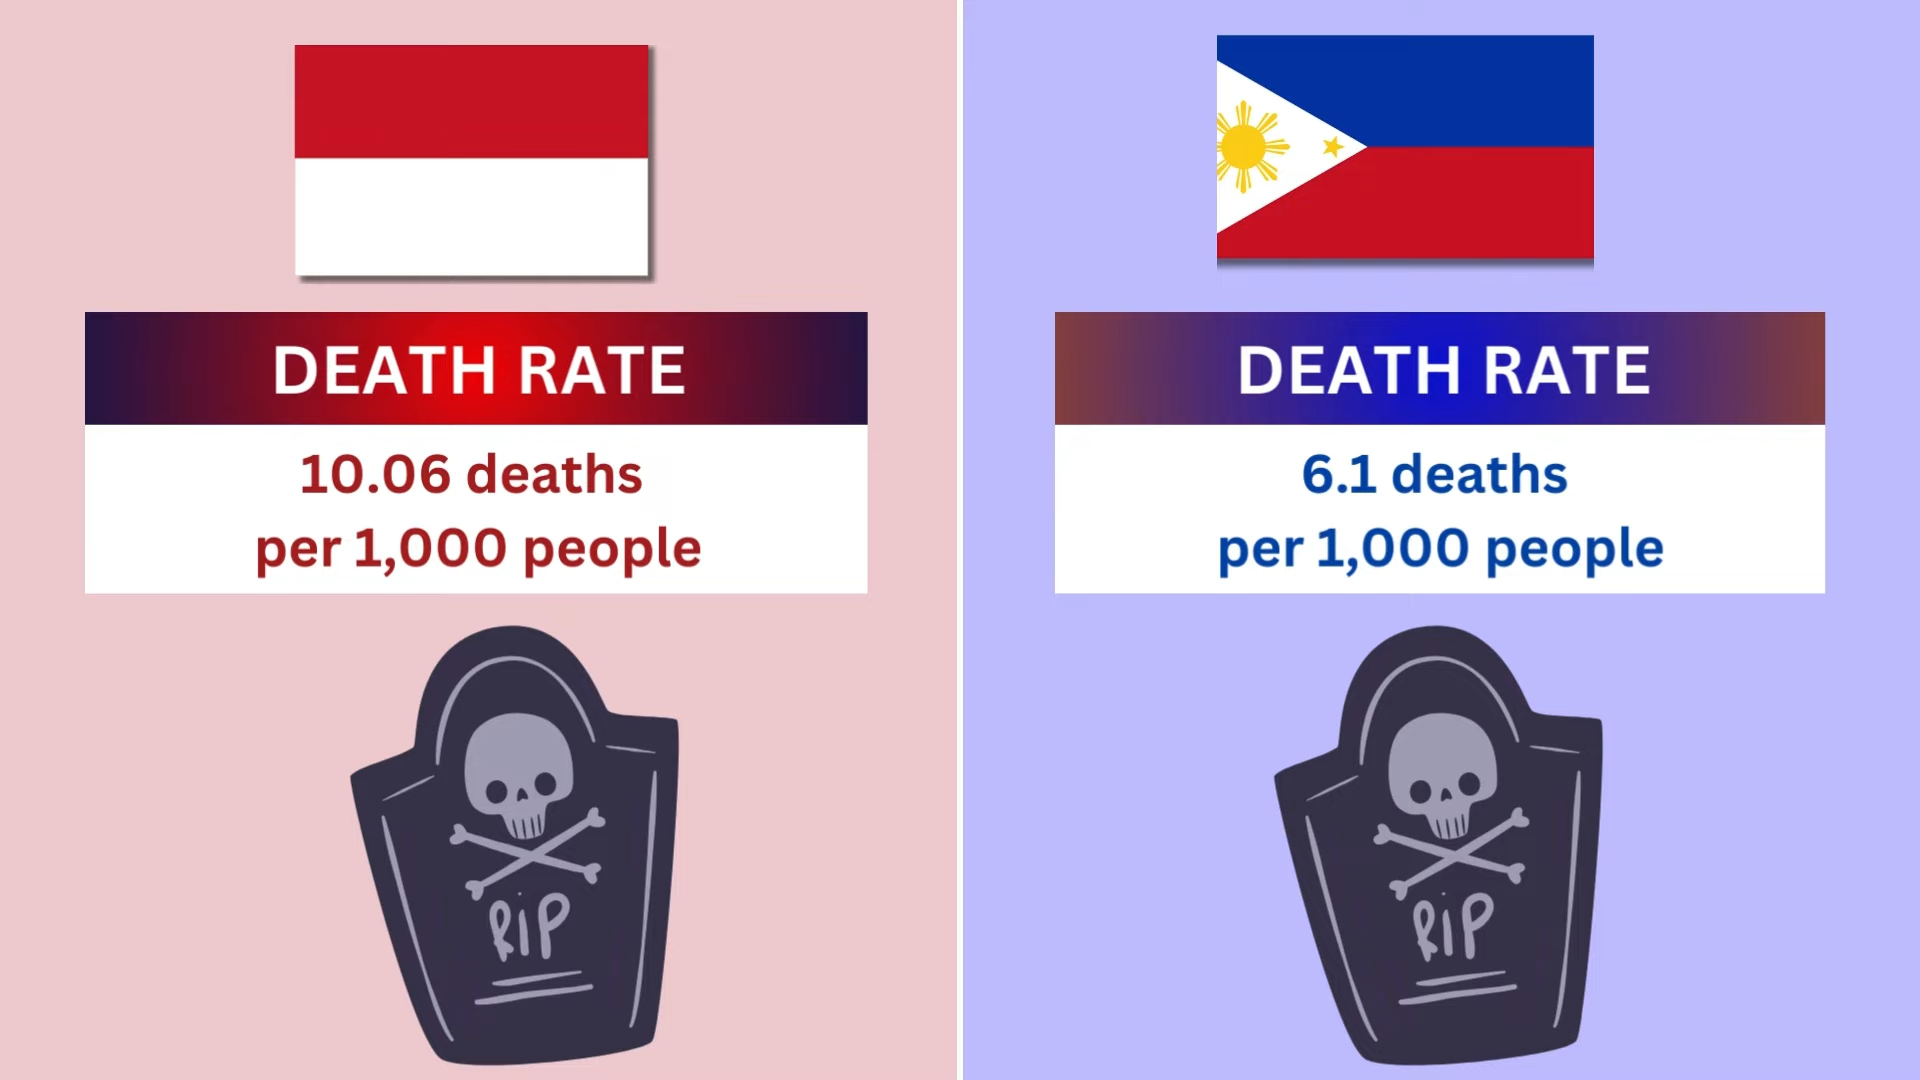 DEATH RATE
10.06 deaths
per 1,000 people
RIP
DEATH RATE
6.1 deaths
per 1,000 people
RIP